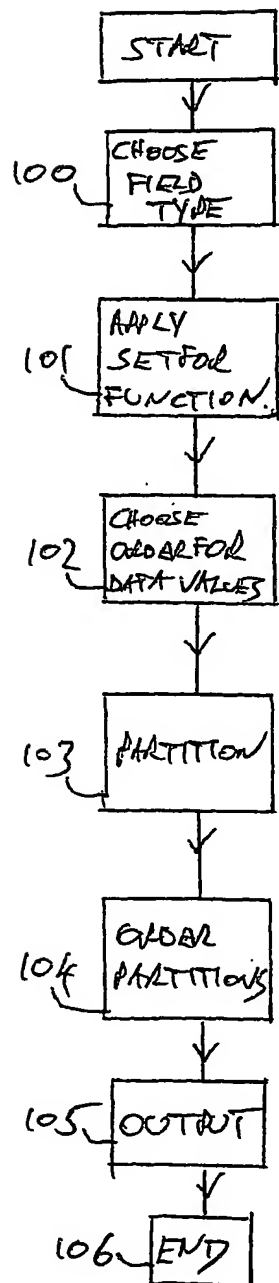 START
100
CHOOSE
FIELD
TYPE
101
APPLY
SETFOR
FUNCTION.
102
CHOOSE
ORDER FOR
DATA VALUES
103
PARTITION
104
ORDER
PARTITIONS
105
OUTPUT
106
END